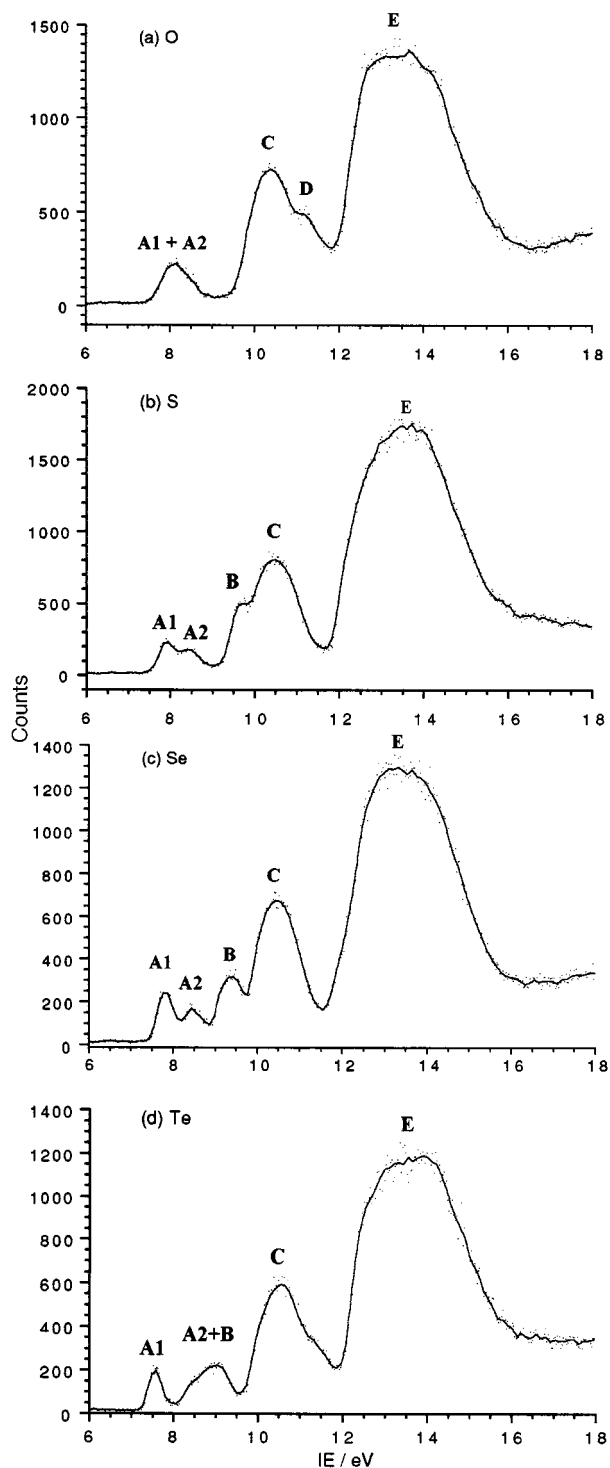 1500
(a) O
E
1000
C
D
500
A1 + A2
0
6 8 10 12 14 16 18
2000
(b) S
E
1500
1000
C
B
500
A1
A2
0
6 8 10 12 14 16 18
Counts
1400
(c) Se
E
1200
1000
800
C
600
400
A1
B
A2
200
0
6 8 10 12 14 16 18
1400
(d) Te
E
1200
1000
800
C
600
400
A1
A2+B
200
0
6 8 10 12 14 16 18
IE / eV